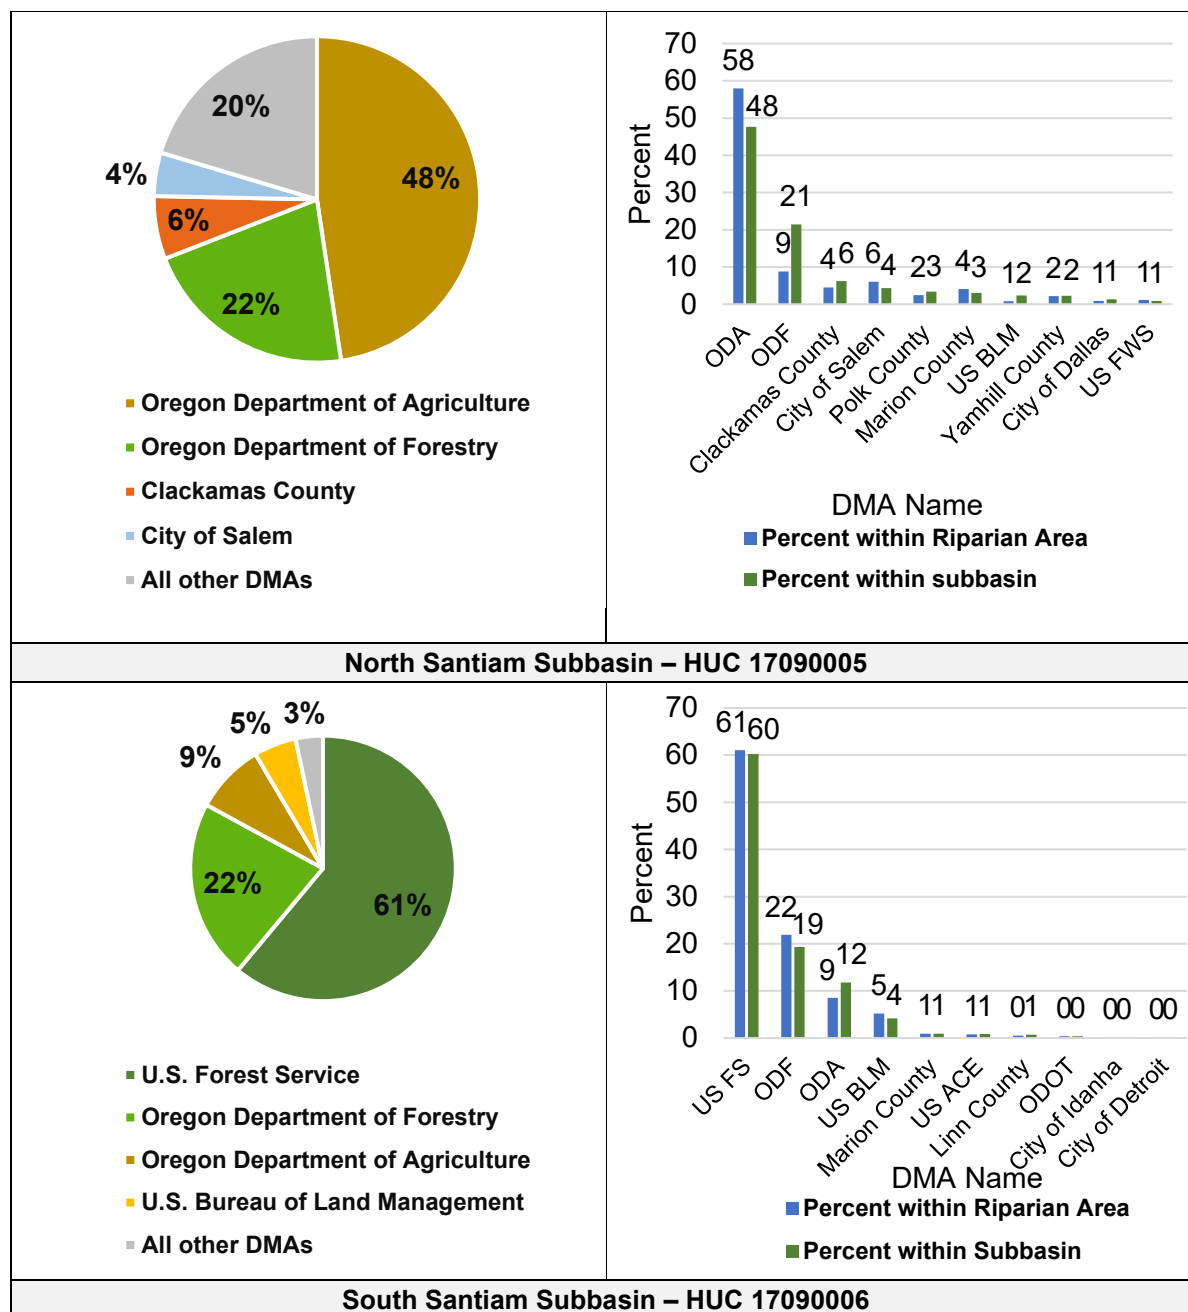 20%
4%
48%
6%
22%
Oregon Department of Agriculture
Oregon Department of Forestry
Clackamas County
City of Salem
All other DMAs
70
60
50
40
30
20
10
0
Percent
58
48
9
21
4
6
6
4
2
3
4
3
1
2
2
2
1
1
1
1
ODA
ODF
Clackamas County
City of Salem
Polk County
Marion County
US BLM
Yamhill County
City of Dallas
US FWS
DMA Name
Percent within Riparian Area
Percent within subbasin
North Santiam Subbasin – HUC 17090005
5%
3%
9%
22%
61%
U.S. Forest Service
Oregon Department of Forestry
Oregon Department of Agriculture
U.S. Bureau of Land Management
All other DMAs
70
60
50
40
30
20
10
0
Percent
61
60
22
19
9
12
5
4
1
1
1
1
0
1
0
0
0
0
0
0
US FS
ODF
ODA
US BLM
Marion County
US ACE
Linn County
ODOT
City of Idanha
City of Detroit
DMA Name
Percent within Riparian Area
Percent within Subbasin
South Santiam Subbasin – HUC 17090006